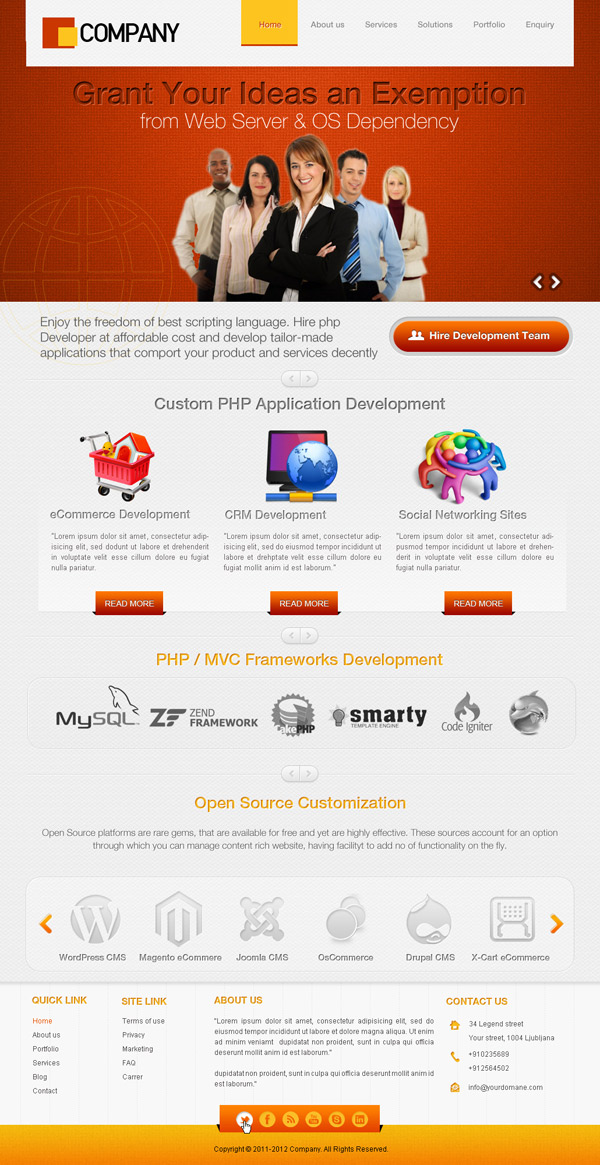 COMPANY
Home About us Services Solutions Portfolio Enquiry
Grant Your Ideas an Exemption
from Web Server & OS Dependency
Enjoy the freedom of best scripting language. Hire php
Developer at affordable cost and develop tailor-made
applications that comport your product and services decently
Hire Development Team
Custom PHP Application Development
eCommerce Development
"Lorem ipsum dolor sit amet, consectetur adip-
isicing elit, sed dodunt ut labore et drehenderit
in voluptate velit esse cillum dolore eu fugiat
nulla pariatur.
READ MORE
CRM Development
"Lorem ipsum dolor sit amet, consectetur adip-
isicing elit, sed do eiusmod tempor incididunt ut
labore et drehptate velit esse cillum dolore eu
fugiat mollit anim id est laborum."
READ MORE
Social Networking Sites
"Lorem ipsum dolor sit amet, consectetur adi-
pusmod tempor incididunt ut labore et drehen-
derit in voluptate velit esse cillum dolore eu
fugiat nulla pariatur.
READ MORE
PHP / MVC Frameworks Development
MySQL
ZF ZEND
FRAMEWORK
CakePHP
smarty
TEMPLATE ENGINE
Code Igniter
Open Source Customization
Open Source platforms are rare gems, that are available for free and yet are highly effective. These sources account for an option
through which you can manage content rich website, having facilityt to add no of functionality on the fly.
WordPress CMS
Magento eCommere
Joomla CMS
OsCommerce
Drupal CMS
X-Cart eCommerce
QUICK LINK
Home
About us
Portfolio
Services
Blog
Contact
SITE LINK
Terms of use
Privacy
Marketing
FAQ
Carrer
ABOUT US
"Lorem ipsum dolor sit amet, consectetur adipisicing elit, sed do
eiusmod tempor incididunt ut labore et dolore magna aliqua. Ut enim
ad minim veniamt dupidatat non proident, sunt in culpa qui officia
deserunt mollit anim id est laborum."
dupidatat non proident, sunt in culpa qui officia deserunt mollit anim id
est laborum."
CONTACT US
34 Legend street
Your street, 1004 Ljubljana
+910235689
+912564502
info@yourdomane.com
Copyright © 2011-2012 Company. All Rights Reserved.